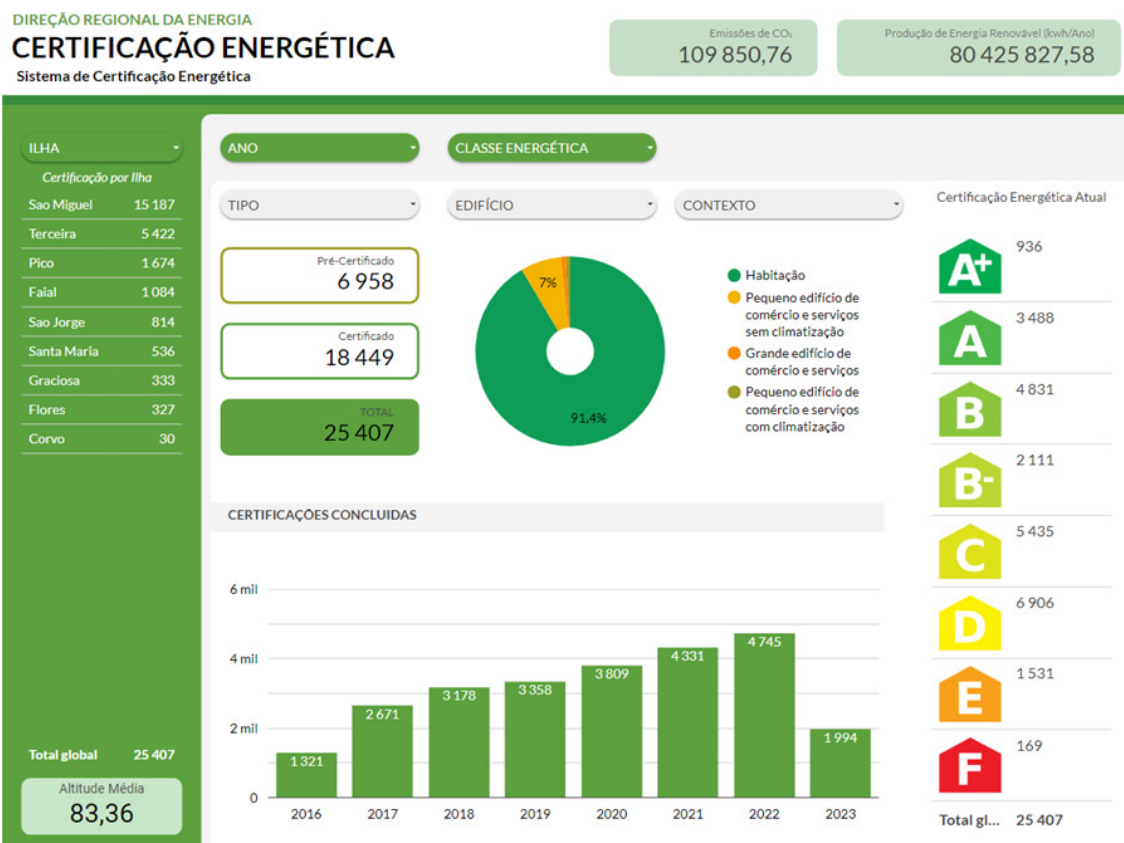 DIREÇÃO REGIONAL DA ENERGIA
CERTIFICAÇÃO ENERGÉTICA
Sistema de Certificação Energética
Emissões de CO₂
109 850,76
Produção de Energia Renovável (kwh/Ano)
80 425 827,58
ILHA
Certificação por Ilha
Sao Miguel 15 187
Terceira 5 422
Pico 1 674
Faial 1 084
Sao Jorge 814
Santa Maria 536
Graciosa 333
Flores 327
Corvo 30
Total global 25 407
Altitude Média
83,36
ANO
CLASSE ENERGÉTICA
TIPO
EDIFÍCIO
CONTEXTO
Pré-Certificado
6 958
Certificado
18 449
TOTAL
25 407
7%
91,4%
Habitação
Pequeno edifício de
comércio e serviços
sem climatização
Grande edifício de
comércio e serviços
Pequeno edifício de
comércio e serviços
com climatização
CERTIFICAÇÕES CONCLUIDAS
6 mil
4 mil
2 mil
0
1 321
2 671
3 178
3 358
3 809
4 331
4 745
1 994
2016
2017
2018
2019
2020
2021
2022
2023
Certificação Energética Atual
A+ 936
A 3 488
B 4 831
B- 2 111
C 5 435
D 6 906
E 1 531
F 169
Total gl... 25 407